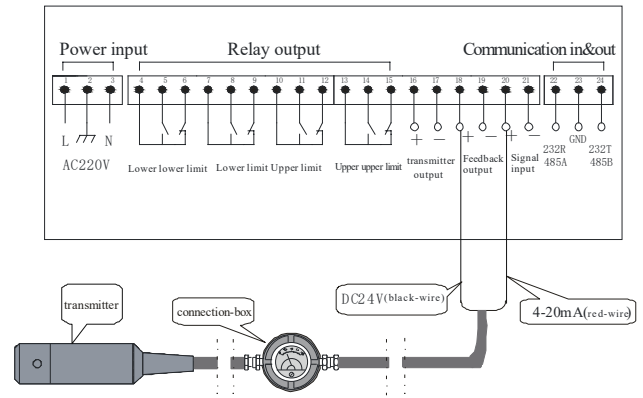 Power input Relay output Communication in&out
1 2 3 4 5 6 7 8 9 10 11 12 13 14 15 16 17 18 19 20 21 22 23 24
L N + − + − + −
AC220V
Lower lower limit Lower limit Upper limit Upper upper limit
transmitter
output
Feedback
output
Signal
input
232R GND 232T
485A 485B
DC24V(black-wire)
4-20mA(red-wire)
transmitter
connection-box